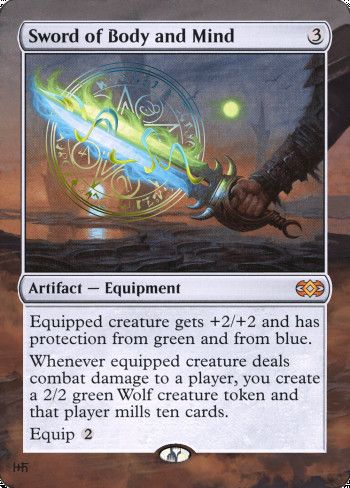 Sword of Body and Mind 3
Artifact — Equipment
Equipped creature gets +2/+2 and has
protection from green and from blue.
Whenever equipped creature deals
combat damage to a player, you create
a 2/2 green Wolf creature token and
that player mills ten cards.
Equip 2